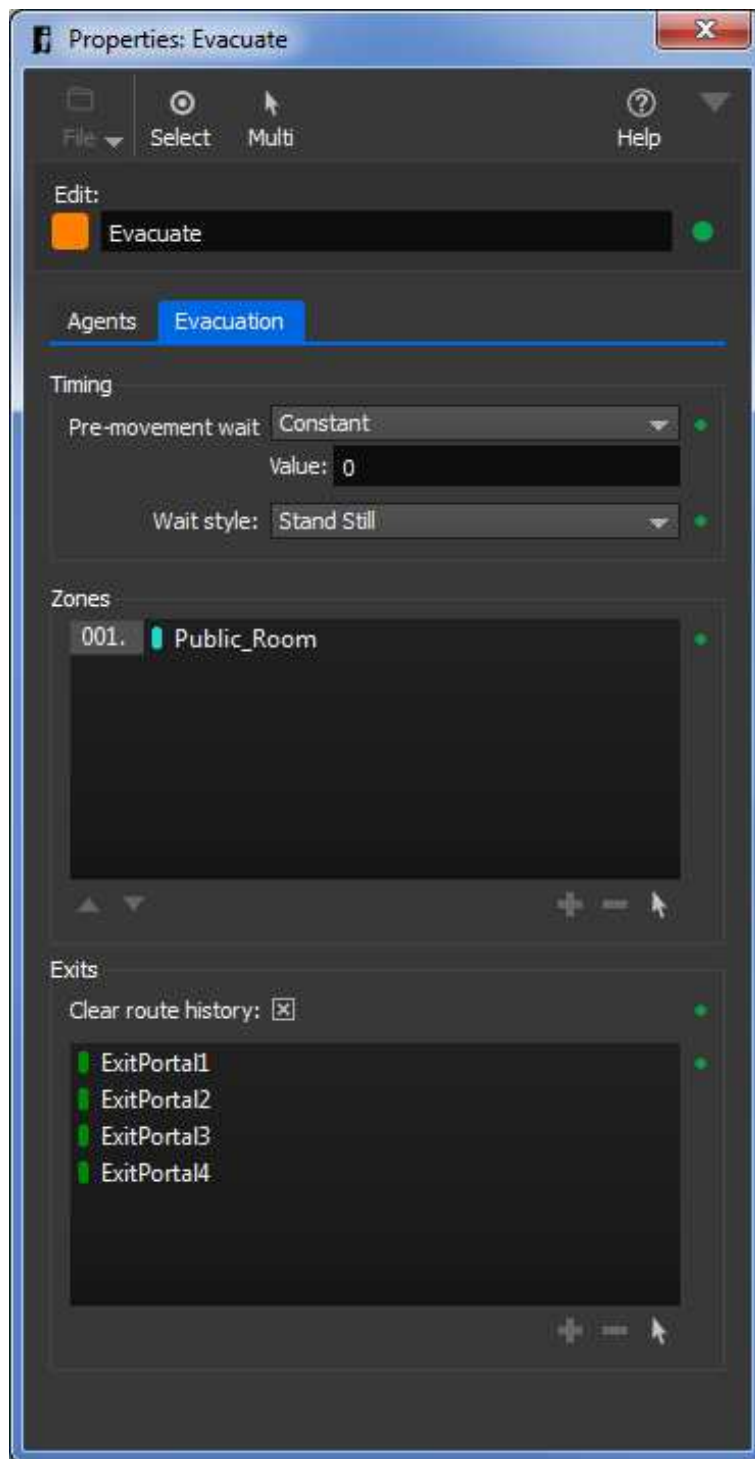 Properties: Evacuate
File Select Multi Help
Edit:
Evacuate
Agents Evacuation
Timing
Pre-movement wait Constant
Value: 0
Wait style: Stand Still
Zones
001. Public_Room
Exits
Clear route history:
ExitPortal1
ExitPortal2
ExitPortal3
ExitPortal4